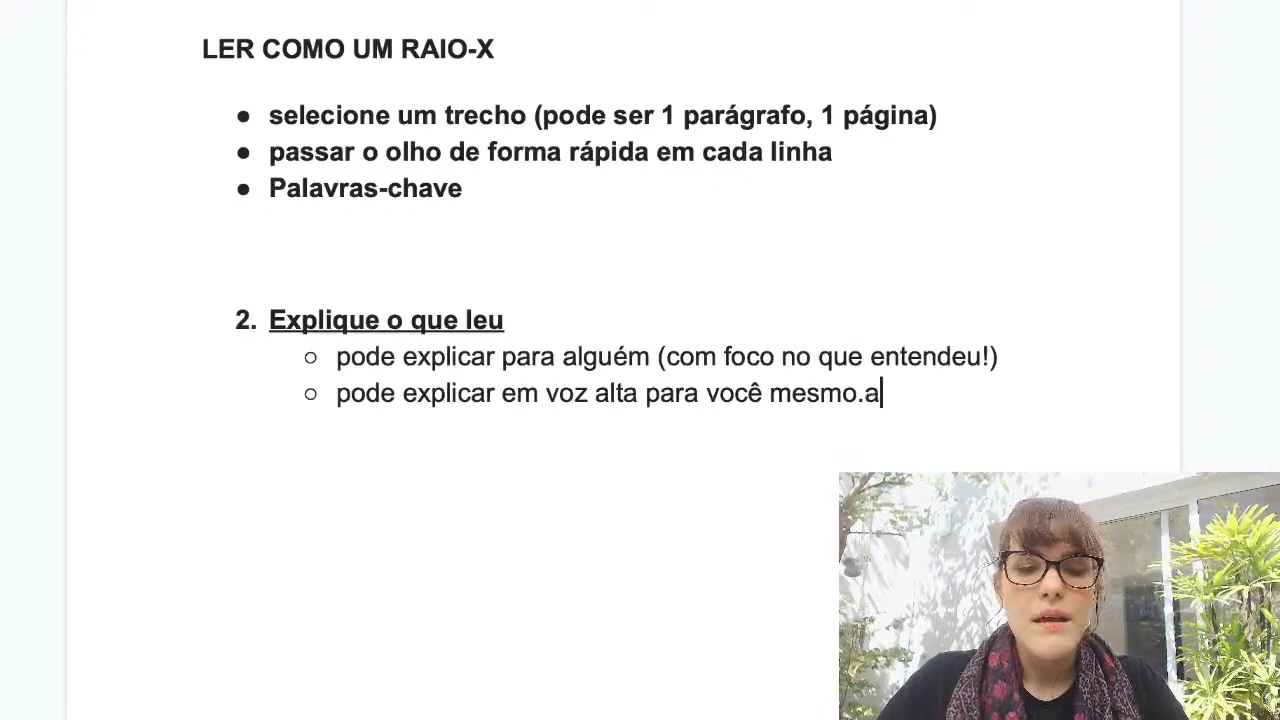 LER COMO UM RAIO-X
● selecione um trecho (pode ser 1 parágrafo, 1 página)
● passar o olho de forma rápida em cada linha
● Palavras-chave
2. Explique o que leu
○ pode explicar para alguém (com foco no que entendeu!)
○ pode explicar em voz alta para você mesmo.a